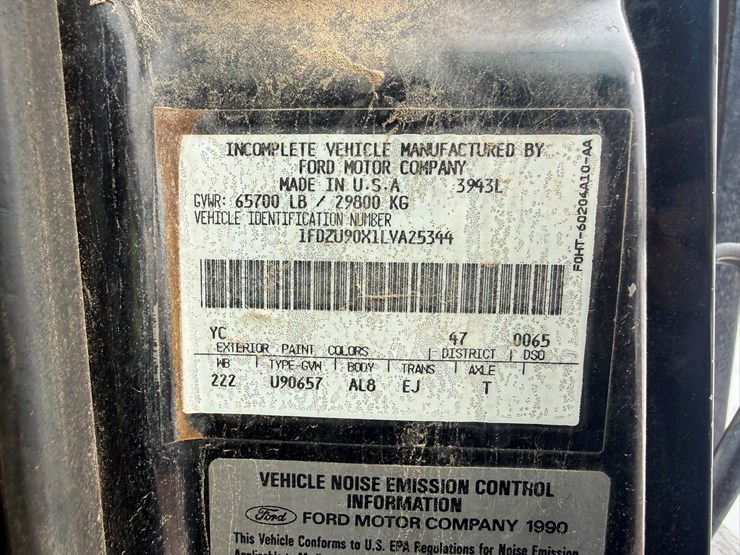 INCOMPLETE VEHICLE MANUFACTURED BY
FORD MOTOR COMPANY
MADE IN U.S.A 3943L
GVWR: 65700 LB / 29800 KG
VEHICLE IDENTIFICATION NUMBER
1FDZU90X1LVA25344
F0HT-60204A10-AA
YC 47 0065
EXTERIOR PAINT COLORS DISTRICT DSO
WB TYPE-GVW BODY TRANS AXLE
222 U90657 AL8 EJ T
VEHICLE NOISE EMISSION CONTROL
INFORMATION
Ford FORD MOTOR COMPANY 1990
This Vehicle Conforms to U.S. EPA Regulations for Noise Emission